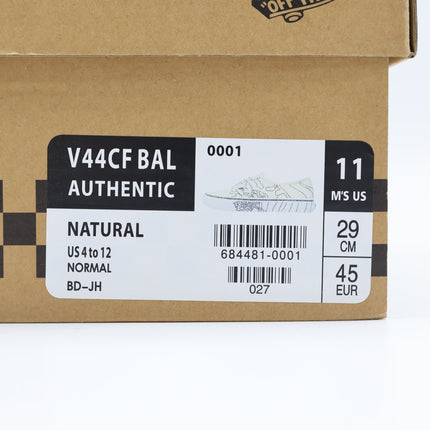 "OFF THE
V44CF BAL
AUTHENTIC
0001
11
M'S US
NATURAL
US 4 to 12
NORMAL
BD-JH
684481-0001
027
29
CM
45
EUR